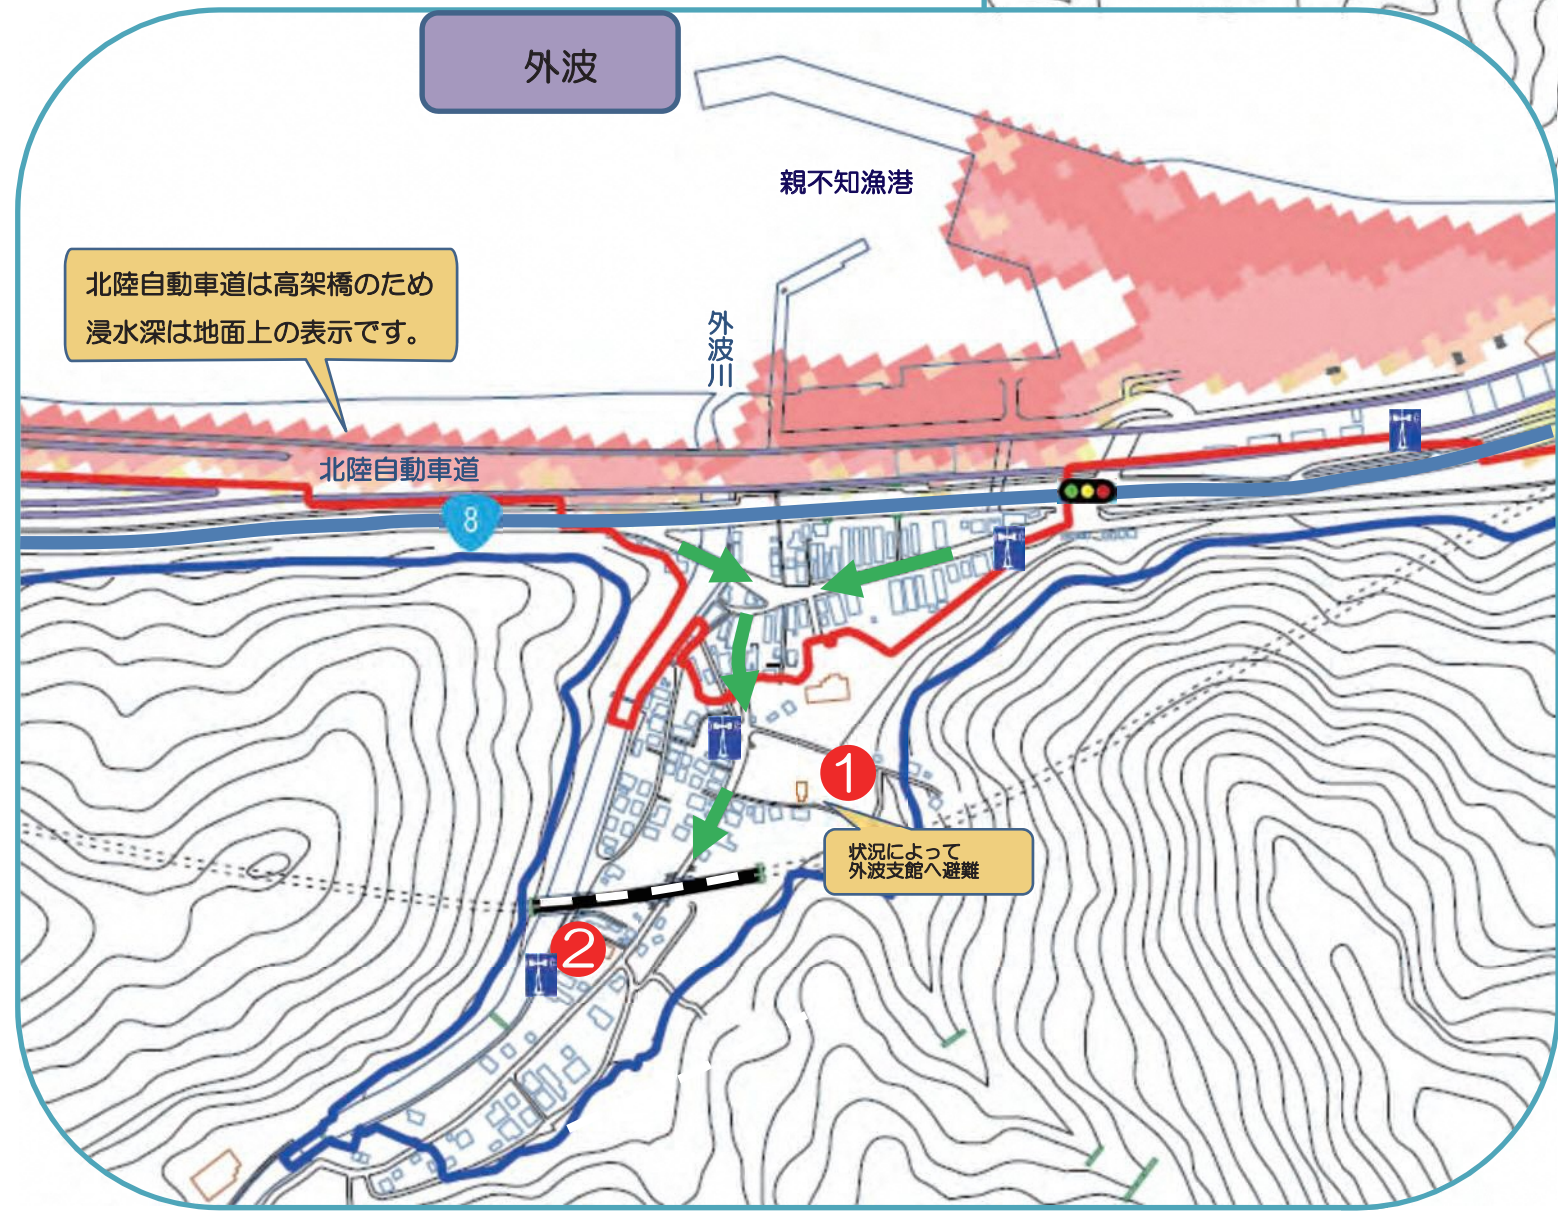 外波
親不知漁港
北陸自動車道は高架橋のため
浸水深は地面上の表示です。
外波川
北陸自動車道
8
1
状況によって
外波支館へ避難
2